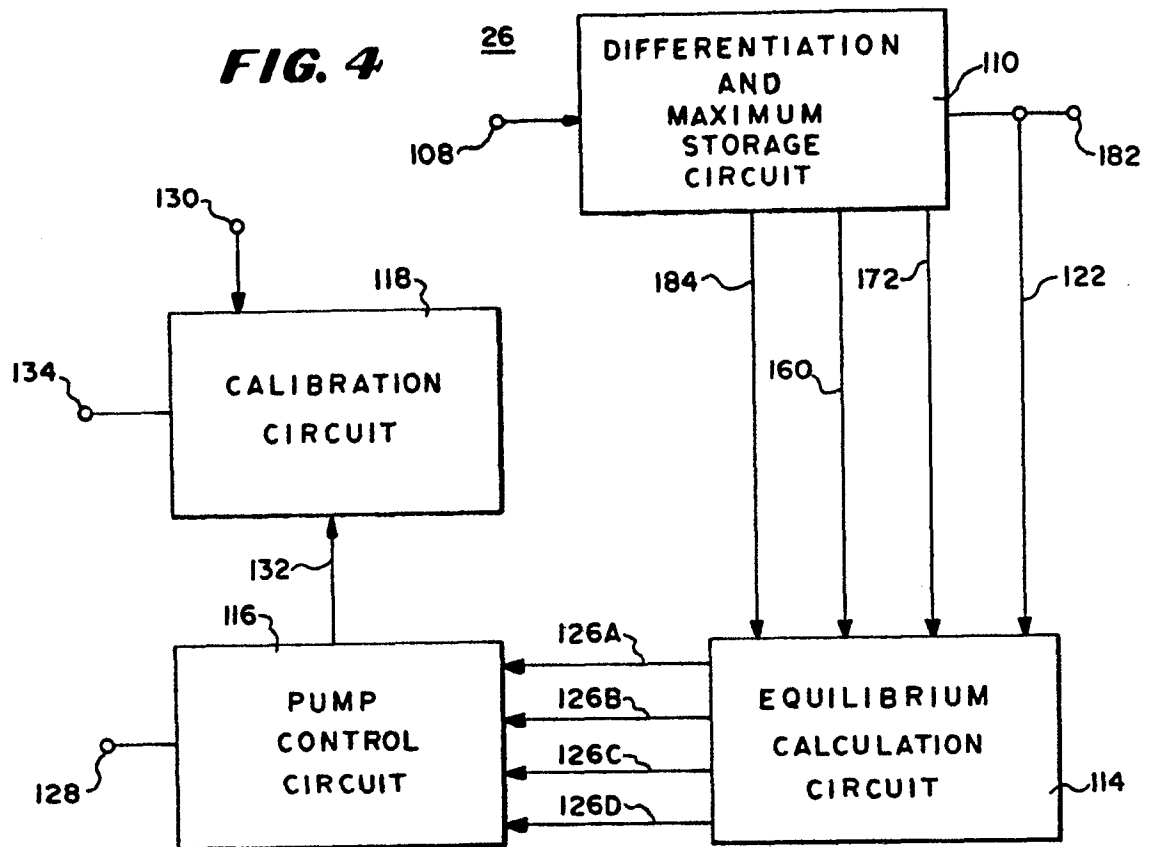 FIG. 4
26
DIFFERENTIATION
AND
MAXIMUM
STORAGE
CIRCUIT
110
108
182
130
118
184
172
122
134
CALIBRATION
CIRCUIT
160
132
116
126A
PUMP
CONTROL
CIRCUIT
126B
EQUILIBRIUM
CALCULATION
CIRCUIT
126C
128
114
126D